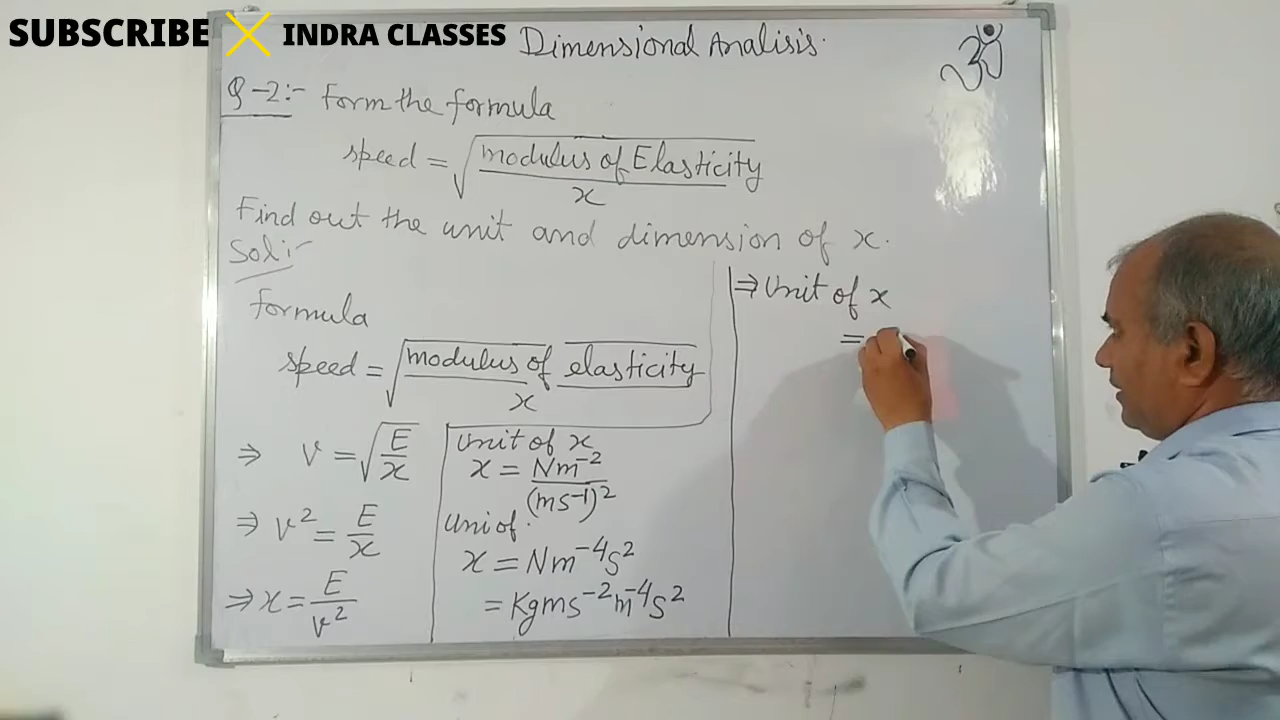 SUBSCRIBE INDRA CLASSES
Dimensional Analisis.
ॐ
Q-2:- Form the formula
speed = √(modulus of Elasticity / x)
Find out the unit and dimension of x.
Sol:-
formula
speed = √(modulus of elasticity / x)
⇒ v = √(E / x)
⇒ v² = E / x
⇒ x = E / v²
Unit of x
x = Nm⁻² / (ms⁻¹)²
Uni of
x = Nm⁻⁴s²
= Kgms⁻²m⁻⁴s²
⇒ Unit of x
=